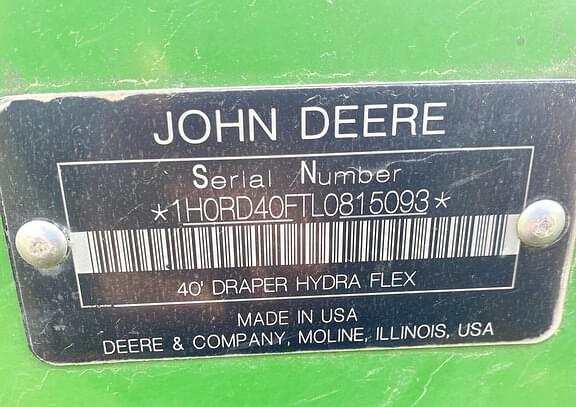 JOHN DEERE
Serial Number
*1H0RD40FTL0815093*
40' DRAPER HYDRA FLEX
MADE IN USA
DEERE & COMPANY, MOLINE, ILLINOIS, USA